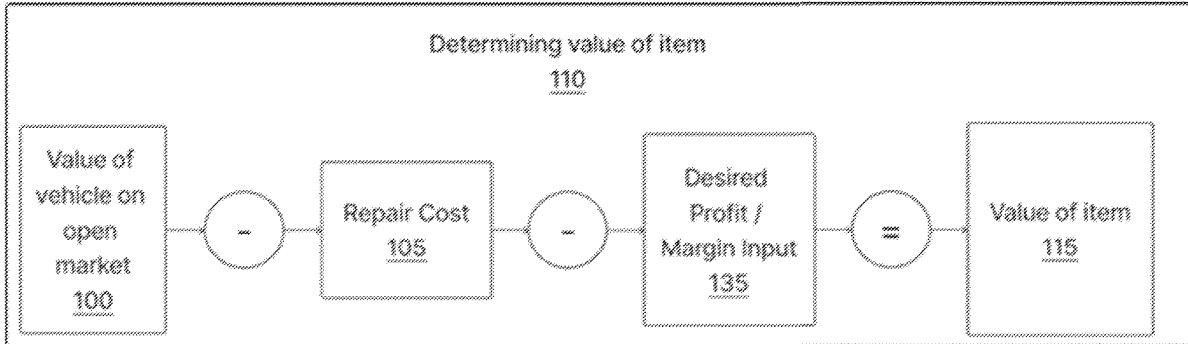 Determining value of item
110
Value of
vehicle on
open
market
100
-
Repair Cost
105
-
Desired
Profit /
Margin Input
135
=
Value of item
115